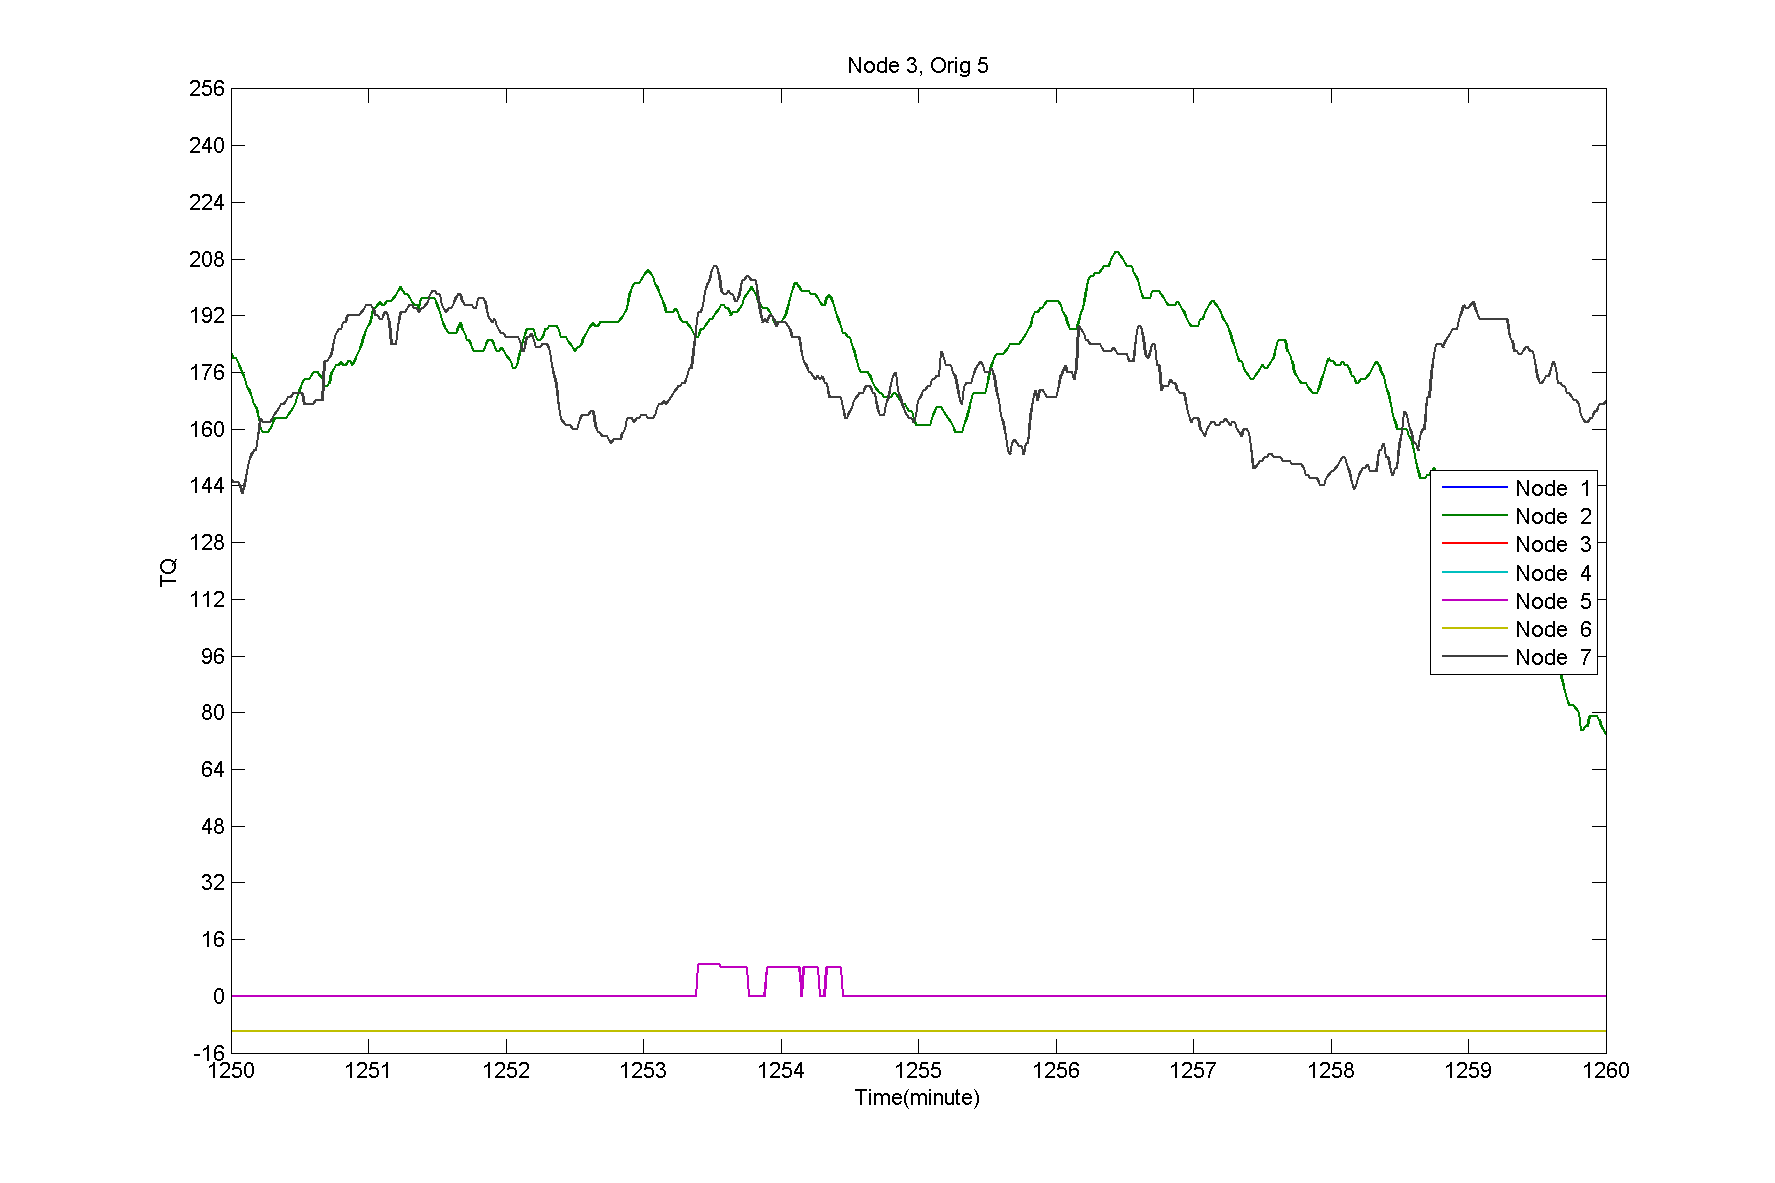 Node 3, Orig 5
256
240
224
208
192
176
160
144
128
112
96
80
64
48
32
16
0
-16
TQ
Node 1
Node 2
Node 3
Node 4
Node 5
Node 6
Node 7
1250 1251 1252 1253 1254 1255 1256 1257 1258 1259 1260
Time(minute)